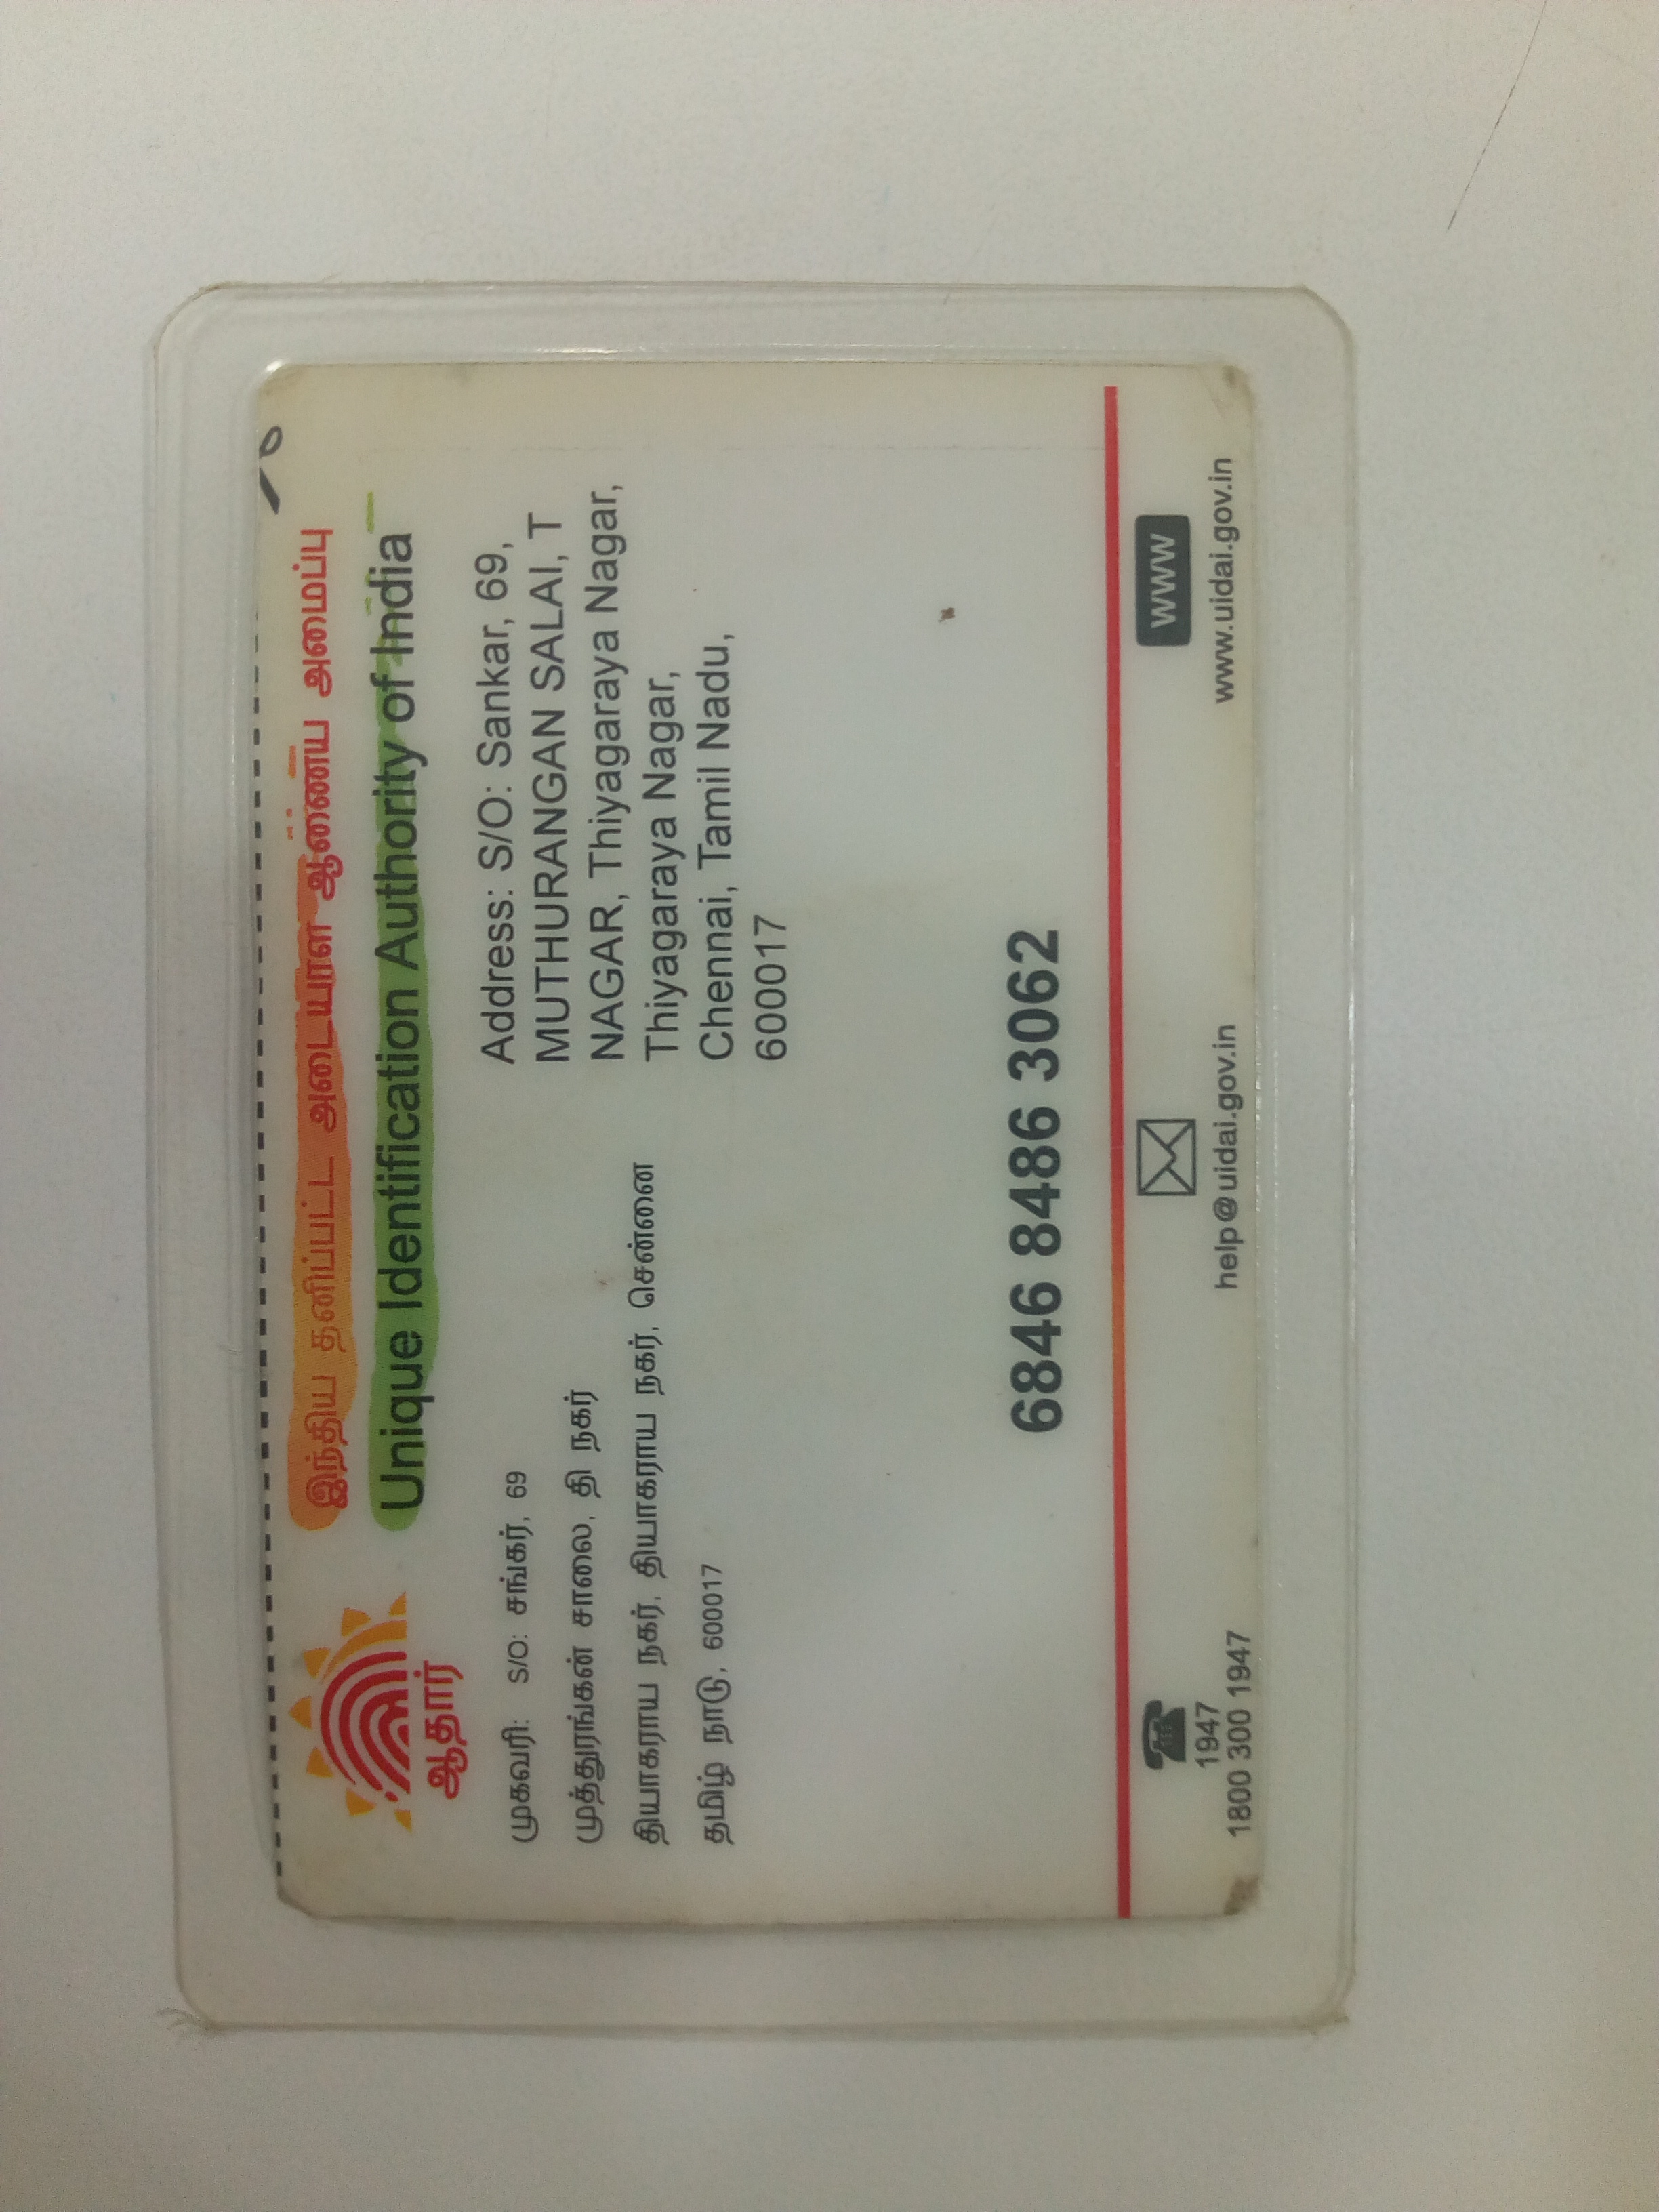 இந்திய தனிப்பட்ட அடையாள ஆணைய அமைப்பு
Unique Identification Authority of India
ஆதார்
முகவரி: S/O: சங்கர், 69
முத்துரங்கன் சாலை, தி நகர்
தியாகராய நகர், தியாகராய நகர், சென்னை
தமிழ் நாடு, 600017
Address: S/O: Sankar, 69,
MUTHURANGAN SALAI, T
NAGAR, Thiyagaraya Nagar,
Thiyagaraya Nagar,
Chennai, Tamil Nadu,
600017
6846 8486 3062
1947
1800 300 1947
help@uidai.gov.in
WWW
www.uidai.gov.in